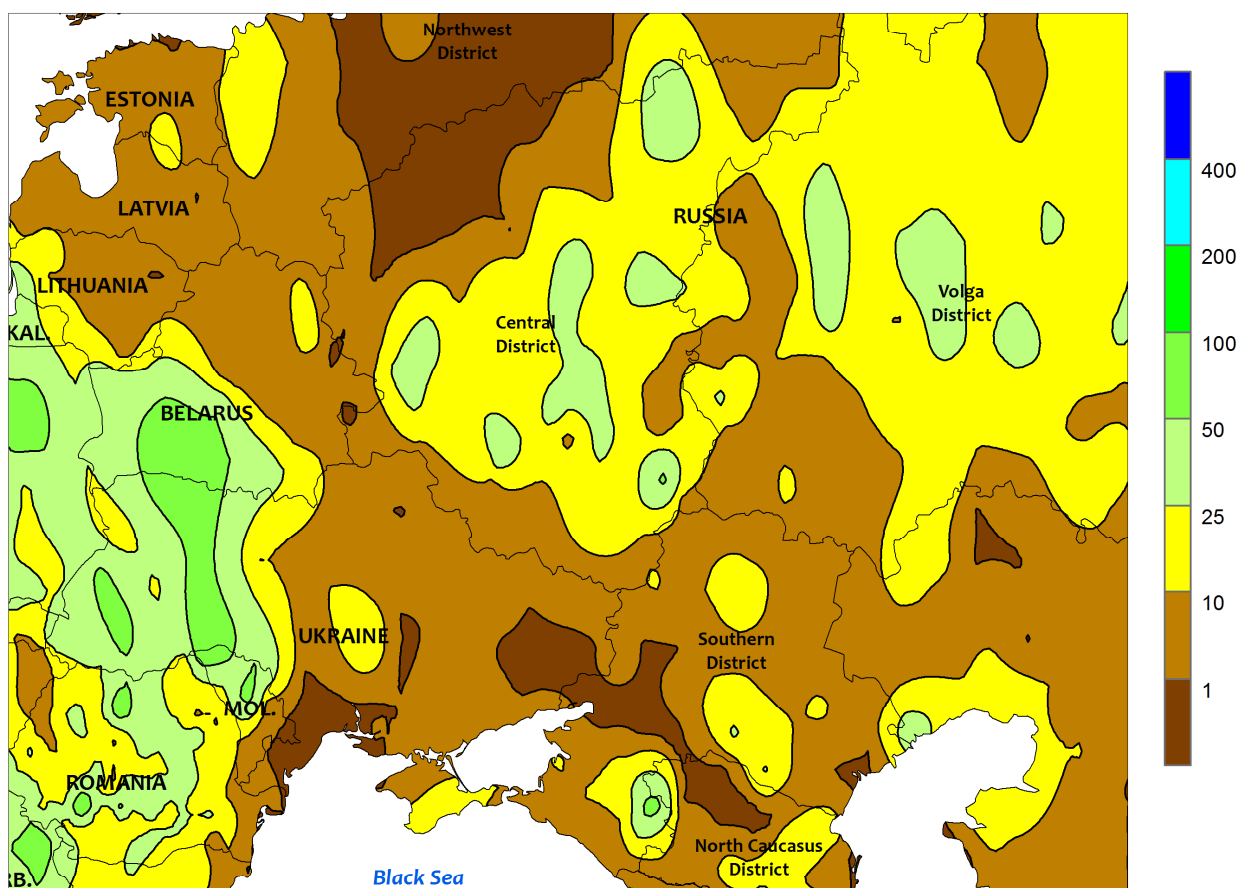 Northwest
District
ESTONIA
LATVIA
RUSSIA
LITHUANIA
KAL.
Central
District
Volga
District
BELARUS
UKRAINE
Southern
District
MOL.
ROMANIA
North Caucasus
District
RB.
Black Sea
400
200
100
50
25
10
1